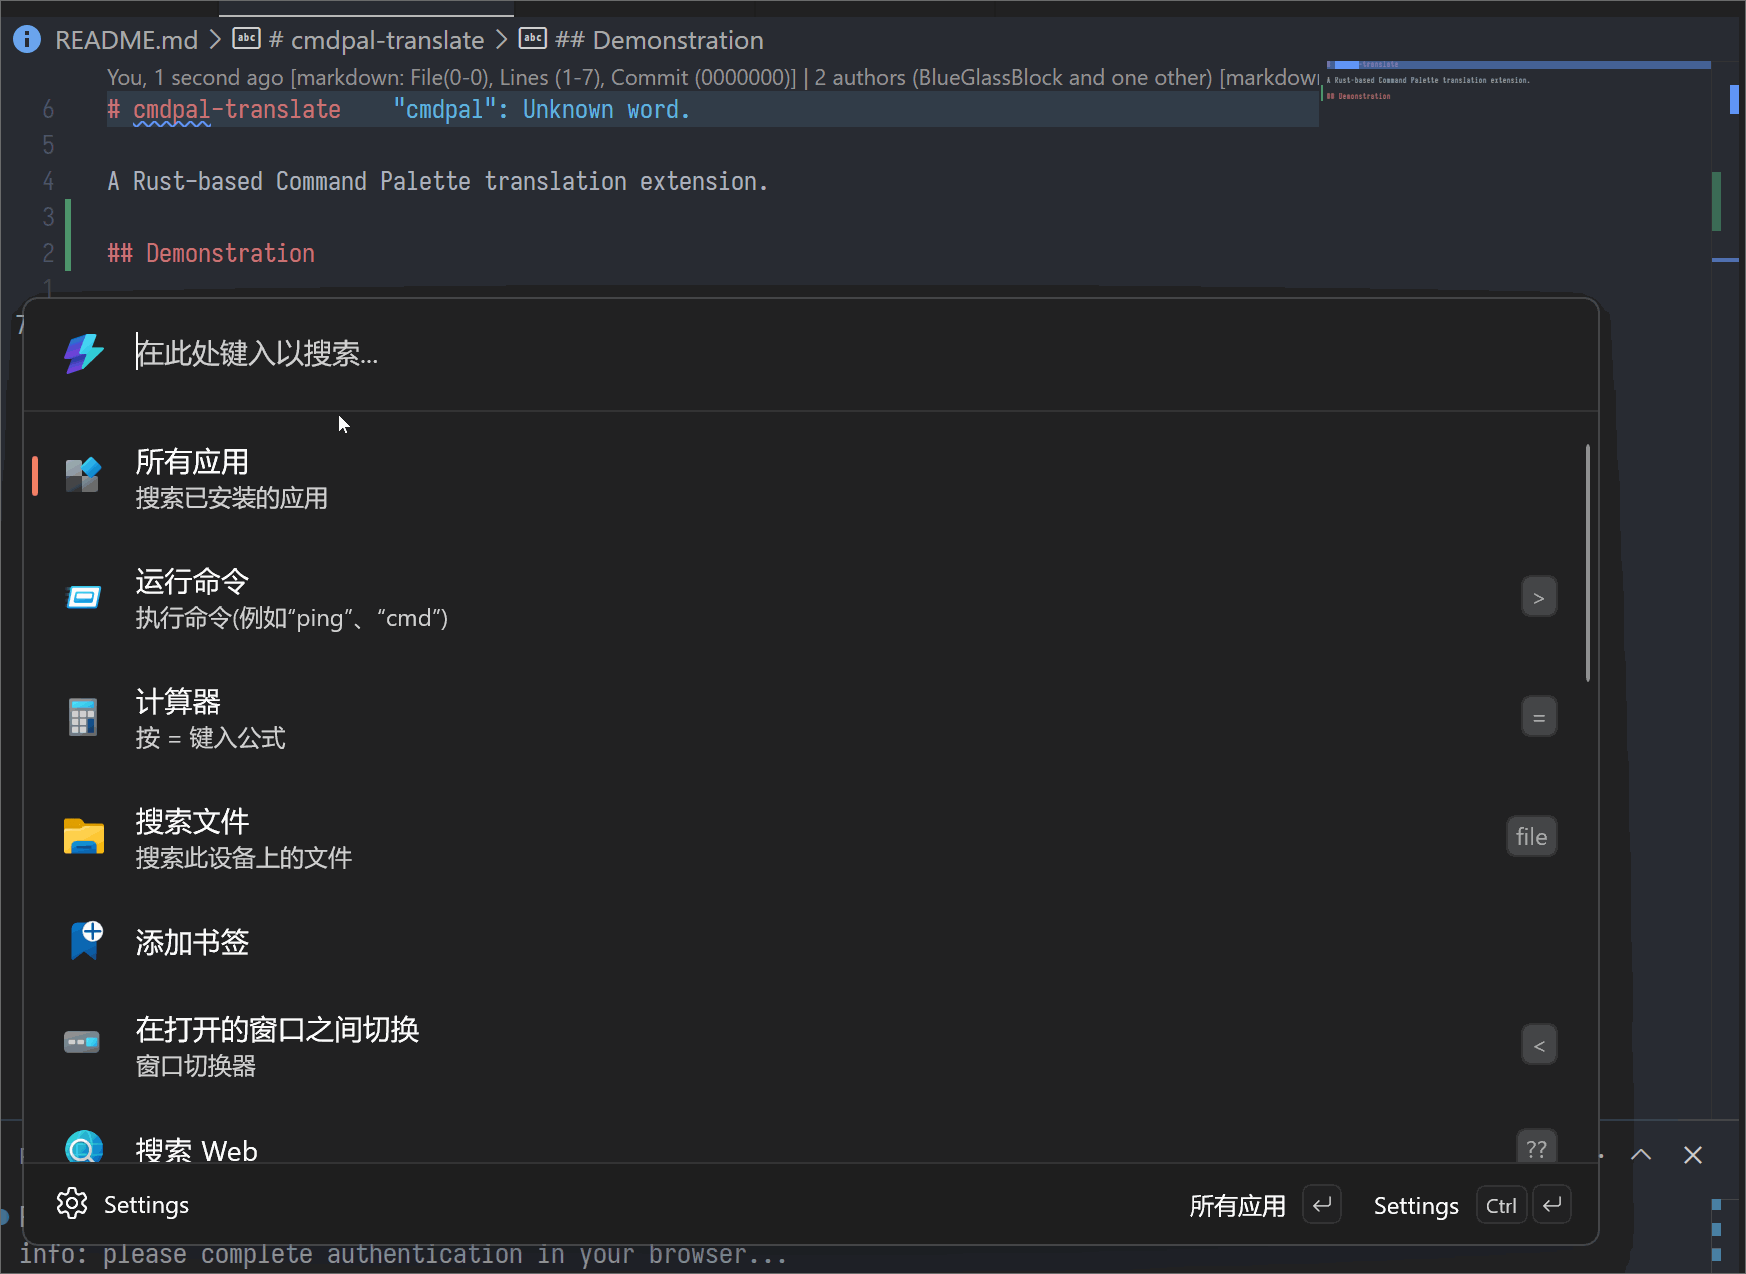 README.md > # cmdpal-translate > ## Demonstration
You, 1 second ago [markdown: File(0-0), Lines (1-7), Commit (0000000)] | 2 authors (BlueGlassBlock and one other) [markdown
6 # cmdpal-translate "cmdpal": Unknown word.
5
4 A Rust-based Command Palette translation extension.
3
2 ## Demonstration
1
7
在此处键入以搜索...
所有应用
搜索已安装的应用
运行命令
执行命令(例如“ping”、“cmd”)
>
计算器
按 = 键入公式
=
搜索文件
搜索此设备上的文件
file
添加书签
在打开的窗口之间切换
窗口切换器
<
搜索 Web
??
Settings
所有应用
Settings Ctrl
info: please complete authentication in your browser...